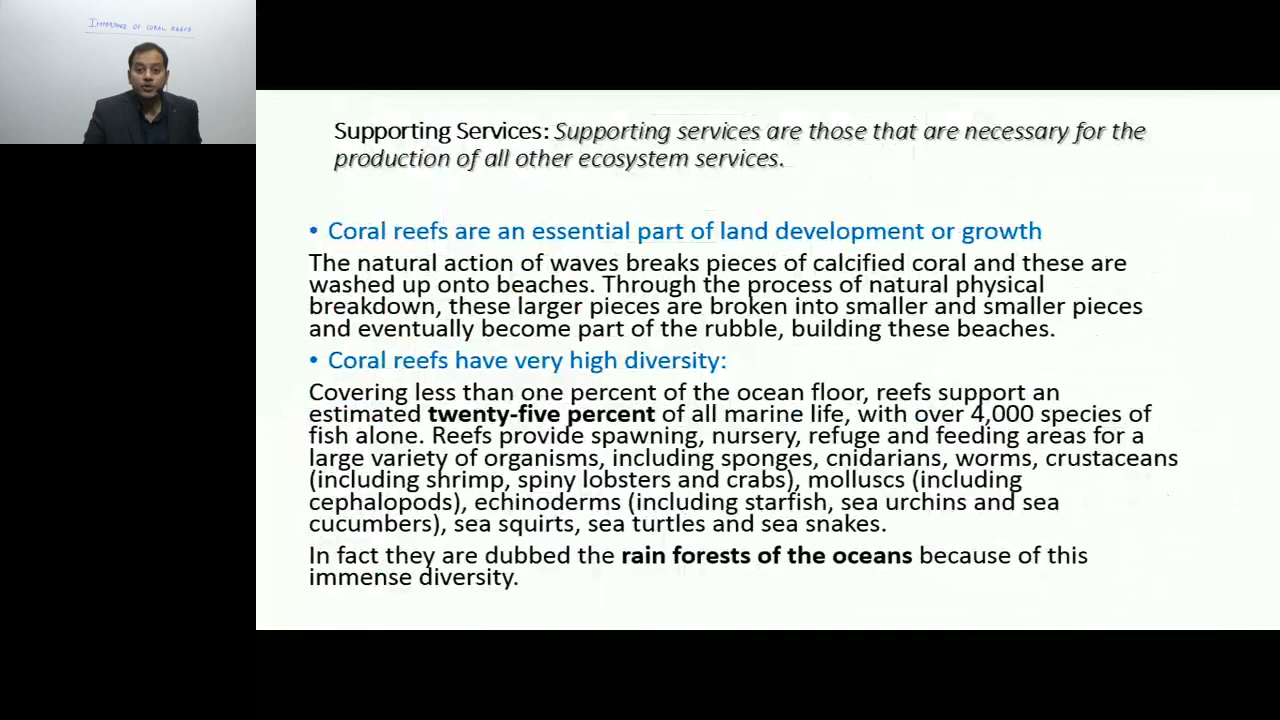 IMPORTANCE OF CORAL REEFS
Supporting Services: Supporting services are those that are necessary for the
production of all other ecosystem services.
• Coral reefs are an essential part of land development or growth
The natural action of waves breaks pieces of calcified coral and these are
washed up onto beaches. Through the process of natural physical
breakdown, these larger pieces are broken into smaller and smaller pieces
and eventually become part of the rubble, building these beaches.
• Coral reefs have very high diversity:
Covering less than one percent of the ocean floor, reefs support an
estimated twenty-five percent of all marine life, with over 4,000 species of
fish alone. Reefs provide spawning, nursery, refuge and feeding areas for a
large variety of organisms, including sponges, cnidarians, worms, crustaceans
(including shrimp, spiny lobsters and crabs), molluscs (including
cephalopods), echinoderms (including starfish, sea urchins and sea
cucumbers), sea squirts, sea turtles and sea snakes.
In fact they are dubbed the rain forests of the oceans because of this
immense diversity.